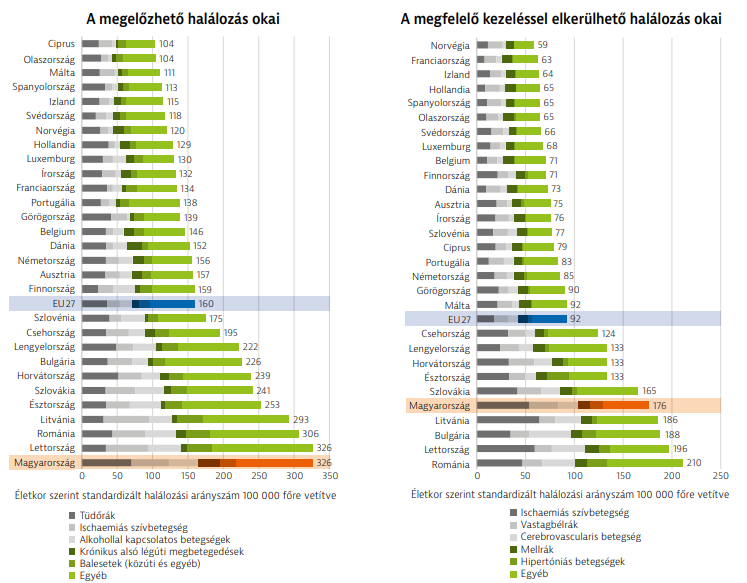 A megelőzhető halálozás okai
Ciprus 104
Olaszország 104
Málta 111
Spanyolország 113
Izland 115
Svédország 118
Norvégia 120
Hollandia 129
Luxemburg 130
Írország 132
Franciaország 134
Portugália 138
Görögország 139
Belgium 146
Dánia 152
Németország 156
Ausztria 157
Finnország 159
EU27 160
Szlovénia 175
Csehország 195
Lengyelország 222
Bulgária 226
Horvátország 239
Szlovákia 241
Észtország 253
Litvánia 293
Románia 306
Lettország 326
Magyarország 326
0 50 100 150 200 250 300 350
Életkor szerint standardizált halálozási arányszám 100 000 főre vetítve
Tüdőrák
Ischaemiás szívbetegség
Alkohollal kapcsolatos betegségek
Krónikus alsó légúti megbetegedések
Balesetek (közúti és egyéb)
Egyéb
A megfelelő kezeléssel elkerülhető halálozás okai
Norvégia 59
Franciaország 63
Izland 64
Hollandia 65
Spanyolország 65
Olaszország 65
Svédország 66
Luxemburg 68
Belgium 71
Finnország 71
Dánia 73
Ausztria 75
Írország 76
Szlovénia 77
Ciprus 79
Portugália 83
Németország 85
Görögország 90
Málta 92
EU27 92
Csehország 124
Lengyelország 133
Horvátország 133
Észtország 133
Szlovákia 165
Magyarország 176
Litvánia 186
Bulgária 188
Lettország 196
Románia 210
0 50 100 150 200 250
Életkor szerint standardizált halálozási arányszám 100 000 főre vetítve
Ischaemiás szívbetegség
Vastagbélrák
Cerebrovascularis betegség
Mellrák
Hipertóniás betegségek
Egyéb